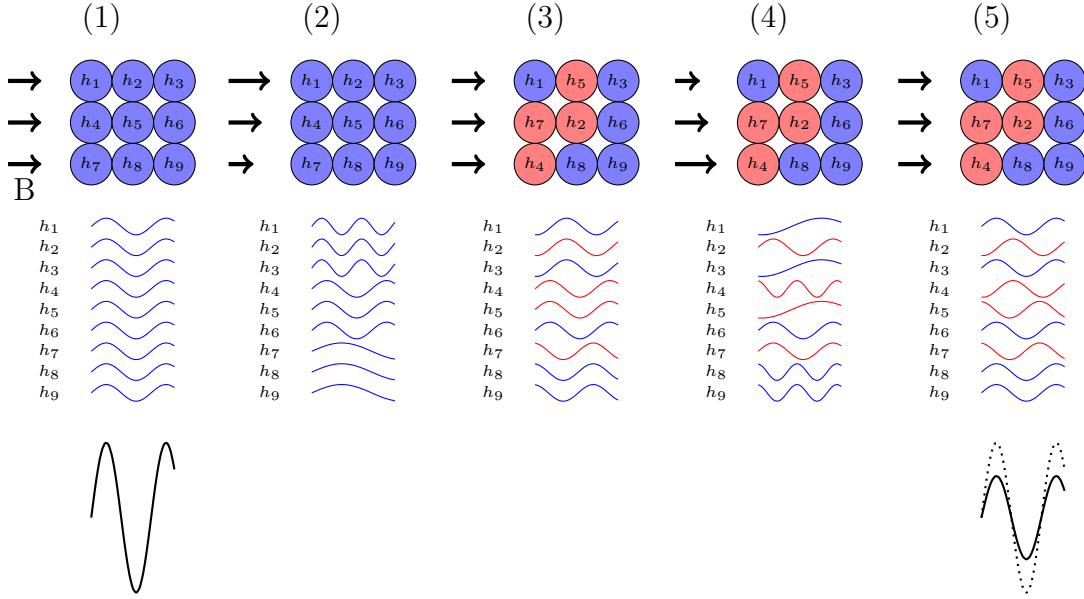 (1) (2) (3) (4) (5)
h1 h2 h3 h1 h2 h3 h1 h5 h3 h1 h5 h3 h1 h5 h3
h4 h5 h6 h4 h5 h6 h7 h2 h6 h7 h2 h6 h7 h2 h6
h7 h8 h9 h7 h8 h9 h4 h8 h9 h4 h8 h9 h4 h8 h9
B
h1 h1 h1 h1 h1
h2 h2 h2 h2 h2
h3 h3 h3 h3 h3
h4 h4 h4 h4 h4
h5 h5 h5 h5 h5
h6 h6 h6 h6 h6
h7 h7 h7 h7 h7
h8 h8 h8 h8 h8
h9 h9 h9 h9 h9